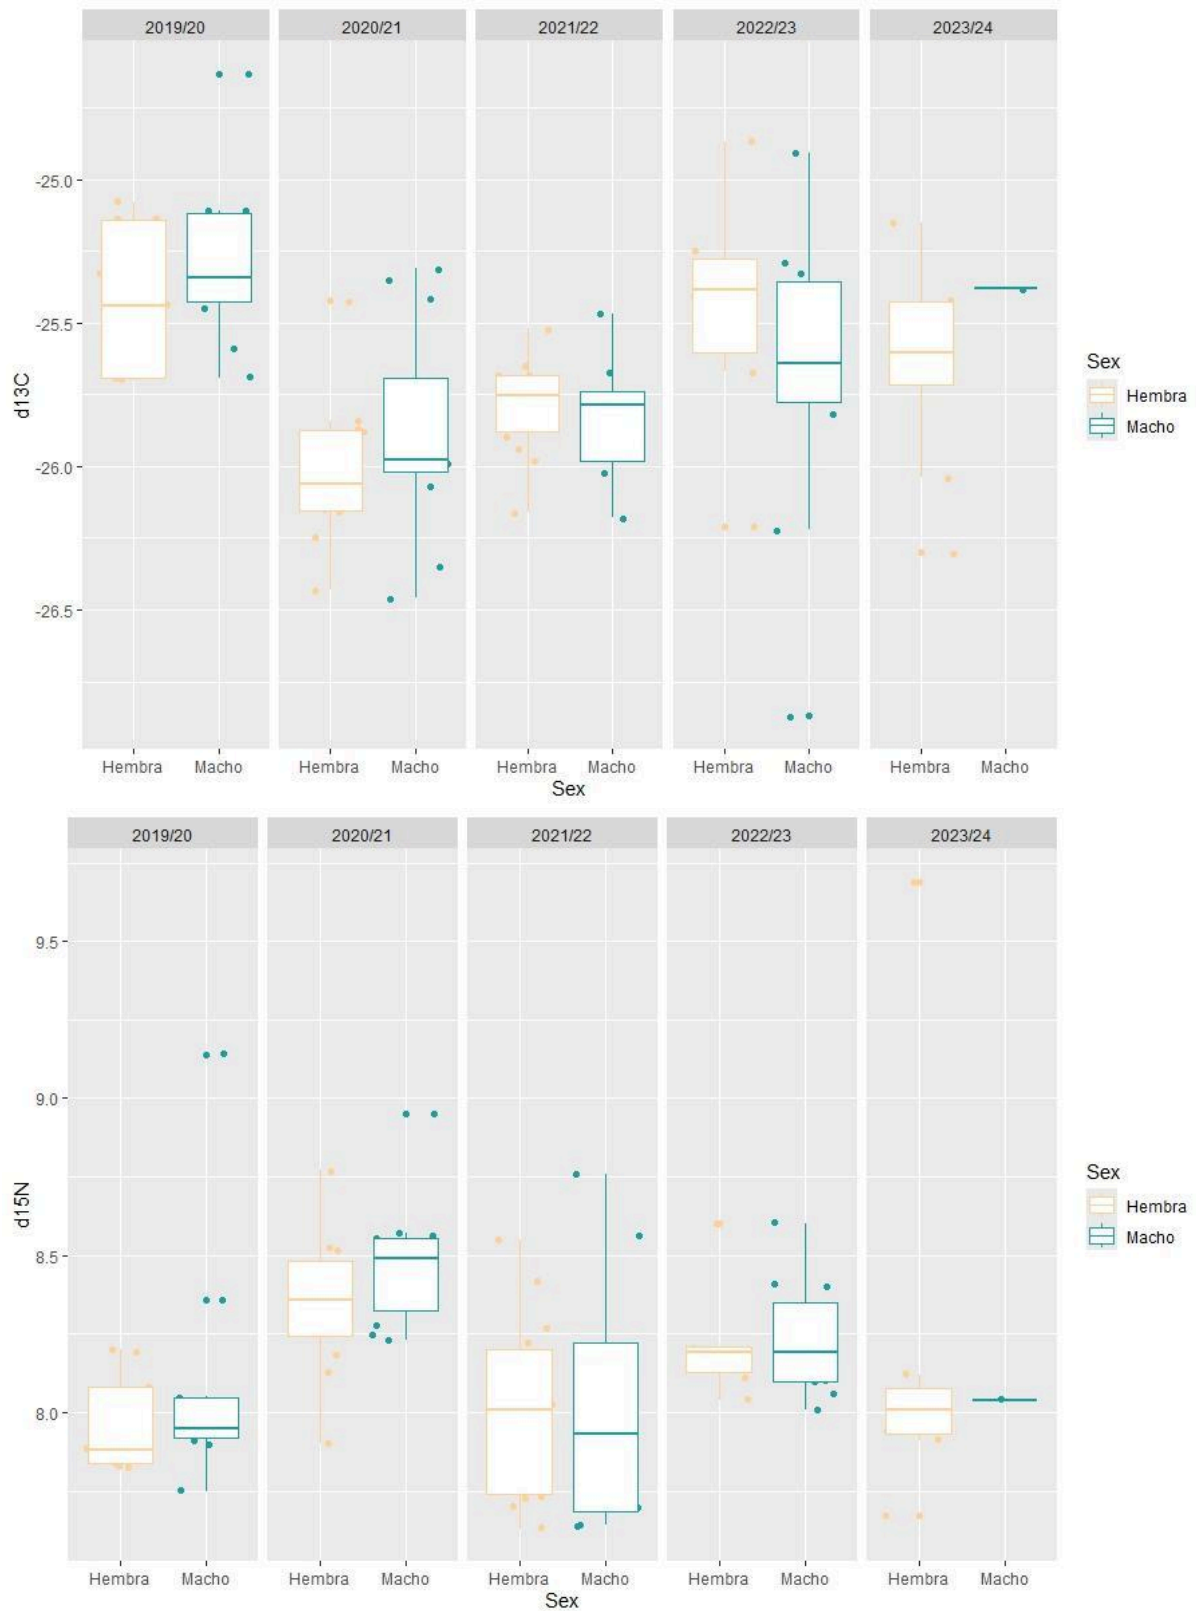 2019/20 2020/21 2021/22 2022/23 2023/24
-25.0
-25.5
-26.0
-26.5
d13C
Hembra Macho Hembra Macho Hembra Macho Hembra Macho Hembra Macho
Sex
Sex
Hembra
Macho
2019/20 2020/21 2021/22 2022/23 2023/24
9.5
9.0
8.5
8.0
d15N
Hembra Macho Hembra Macho Hembra Macho Hembra Macho Hembra Macho
Sex
Sex
Hembra
Macho